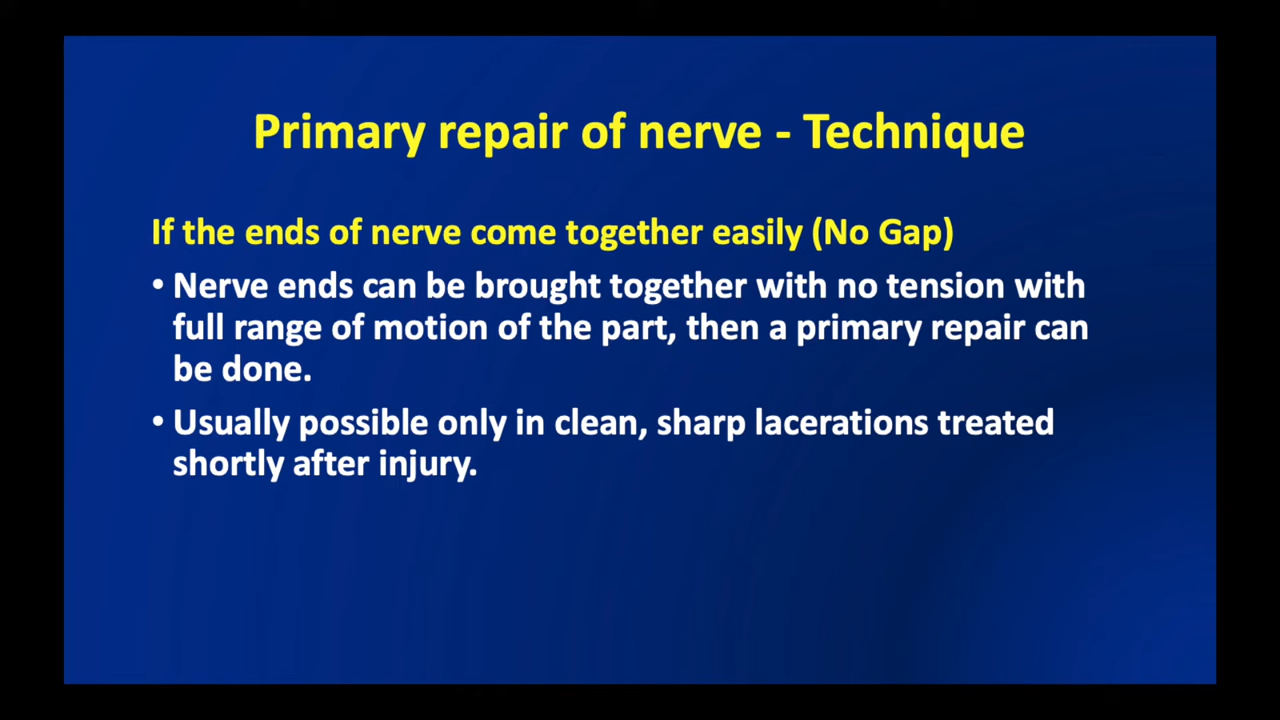 Primary repair of nerve - Technique
If the ends of nerve come together easily (No Gap)
• Nerve ends can be brought together with no tension with
full range of motion of the part, then a primary repair can
be done.
• Usually possible only in clean, sharp lacerations treated
shortly after injury.